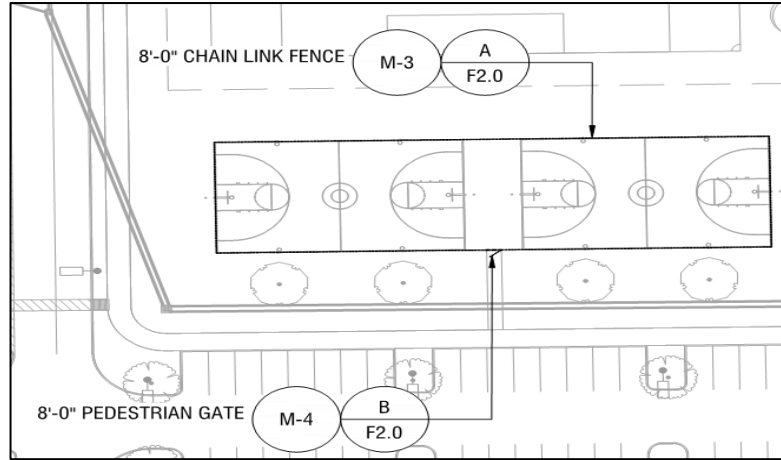 8'-0" CHAIN LINK FENCE
M-3
A
F2.0
8'-0" PEDESTRIAN GATE
M-4
B
F2.0